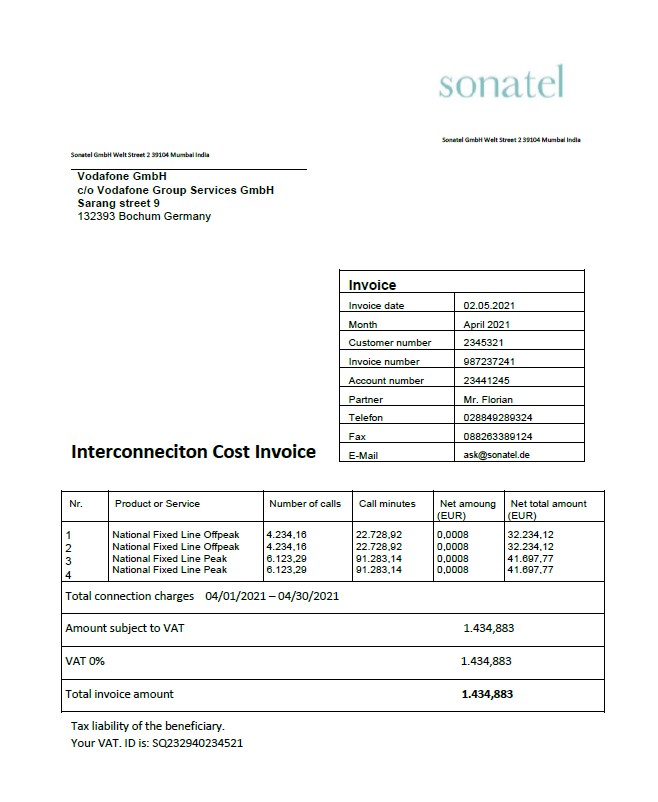 sonatel
Sonatel GmbH Welt Street 2 39104 Mumbai India
Sonatel GmbH Welt Street 2 39104 Mumbai India
Vodafone GmbH
c/o Vodafone Group Services GmbH
Sarang street 9
132393 Bochum Germany
Invoice
Invoice date 02.05.2021
Month April 2021
Customer number 2345321
Invoice number 987237241
Account number 23441245
Partner Mr. Florian
Telefon 028849289324
Fax 088263389124
E-Mail ask@sonatel.de
Interconneciton Cost Invoice
Nr. Product or Service Number of calls Call minutes Net amoung (EUR) Net total amount (EUR)
1 National Fixed Line Offpeak 4.234,16 22.728,92 0,0008 32.234,12
2 National Fixed Line Offpeak 4.234,16 22.728,92 0,0008 32.234,12
3 National Fixed Line Peak 6.123,29 91.283,14 0,0008 41.697,77
4 National Fixed Line Peak 6.123,29 91.283,14 0,0008 41.697,77
Total connection charges 04/01/2021 – 04/30/2021
Amount subject to VAT 1.434,883
VAT 0% 1.434,883
Total invoice amount 1.434,883
Tax liability of the beneficiary.
Your VAT. ID is: SQ232940234521